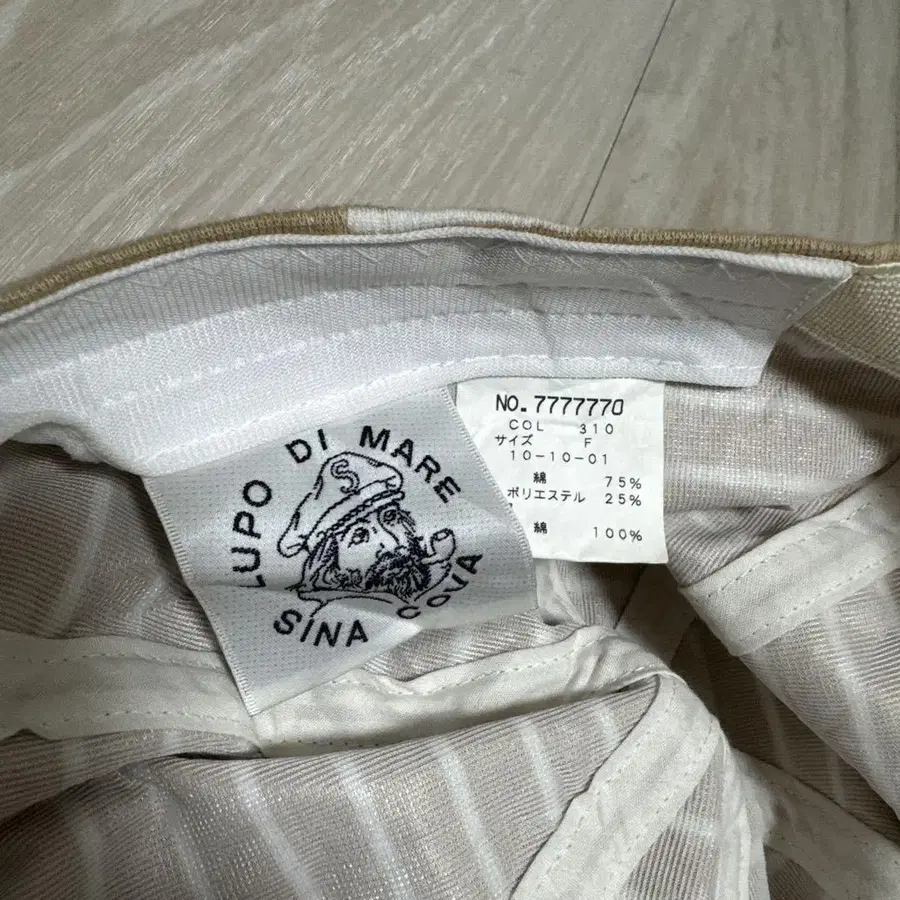 LUPO DI MARE
S
SINA COVA
NO. 7777770
COL 310
サイズ F
10-10-01
綿 75%
ポリエステル 25%
綿 100%